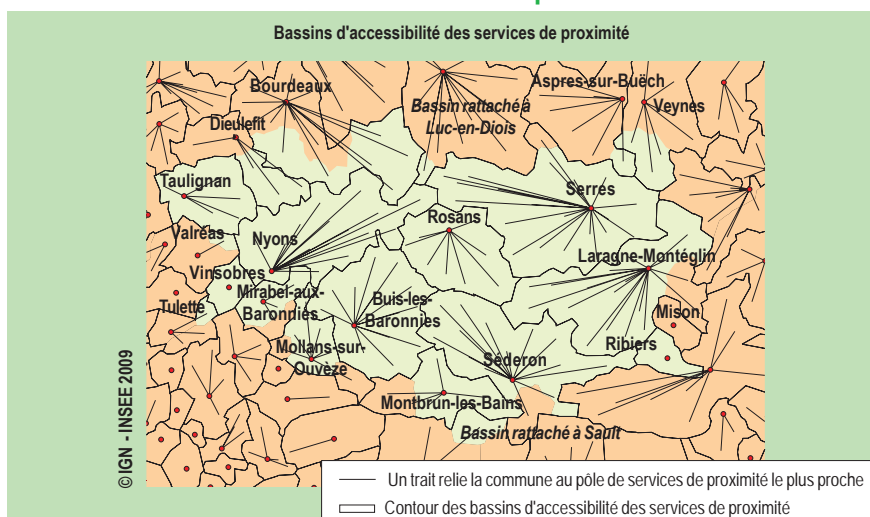 Bassins d'accessibilité des services de proximité
Bourdeaux
Aspres-sur-Buëch
Bassin rattaché à
Luc-en-Diois
Veynes
Dieulefit
Taulignan
Serres
Rosans
Valréas
Nyons
Laragne-Montéglin
Vinsobres
Mirabel-aux-
Baronnies
Buis-les-
Baronnies
Tulette
Mison
Ribiers
Mollans-sur-
Ouvèze
Séderon
Montbrun-les-Bains
Bassin rattaché à Sault
© IGN - INSEE 2009
Un trait relie la commune au pôle de services de proximité le plus proche
Contour des bassins d'accessibilité des services de proximité